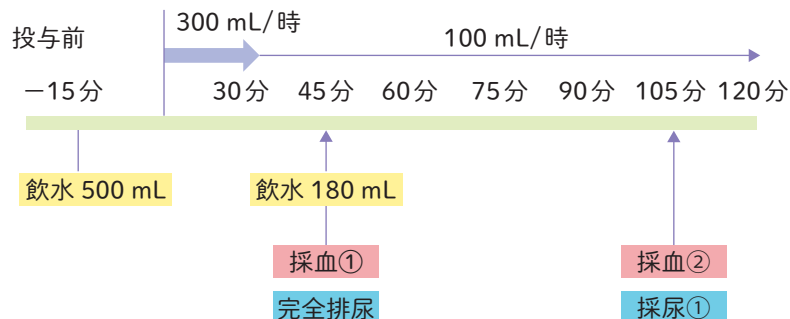 300 mL/時
投与前
100 mL/時
－15分 30分 45分 60分 75分 90分 105分 120分
飲水 500 mL 飲水 180 mL
採血① 採血②
完全排尿 採尿①